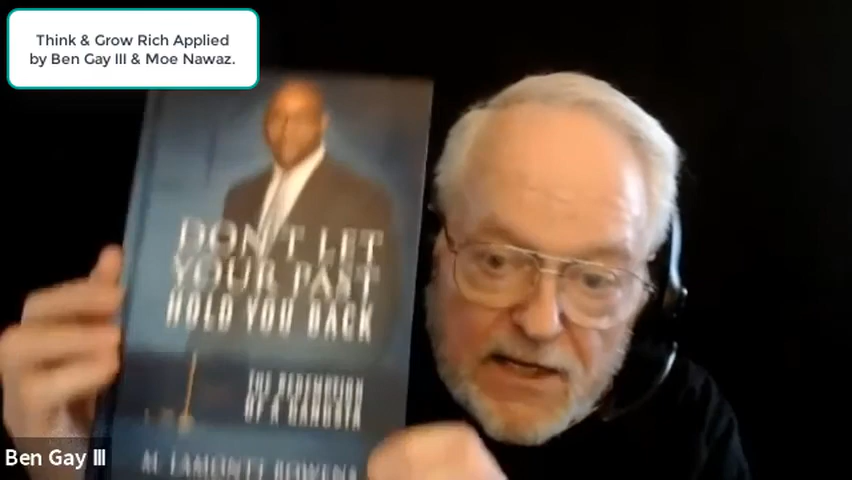 Think & Grow Rich Applied
by Ben Gay III & Moe Nawaz.
DON'T LET
YOUR PAST
HOLD YOU BACK
THE REDEMPTION
OF A GANGSTA
Ben Gay III